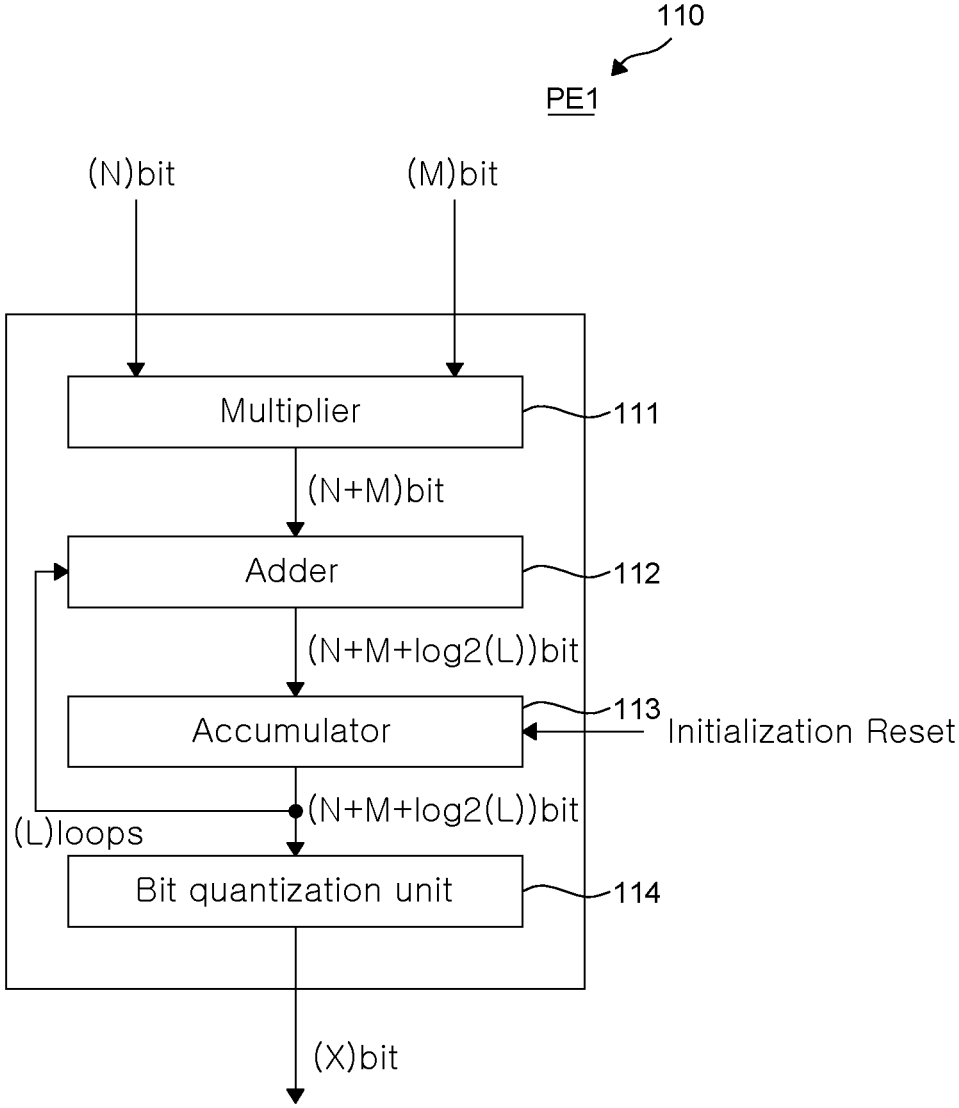 110
PE1
(N)bit
(M)bit
Multiplier
111
(N+M)bit
Adder
112
(N+M+log2(L))bit
Accumulator
113
Initialization Reset
(N+M+log2(L))bit
(L)loops
Bit quantization unit
114
(X)bit